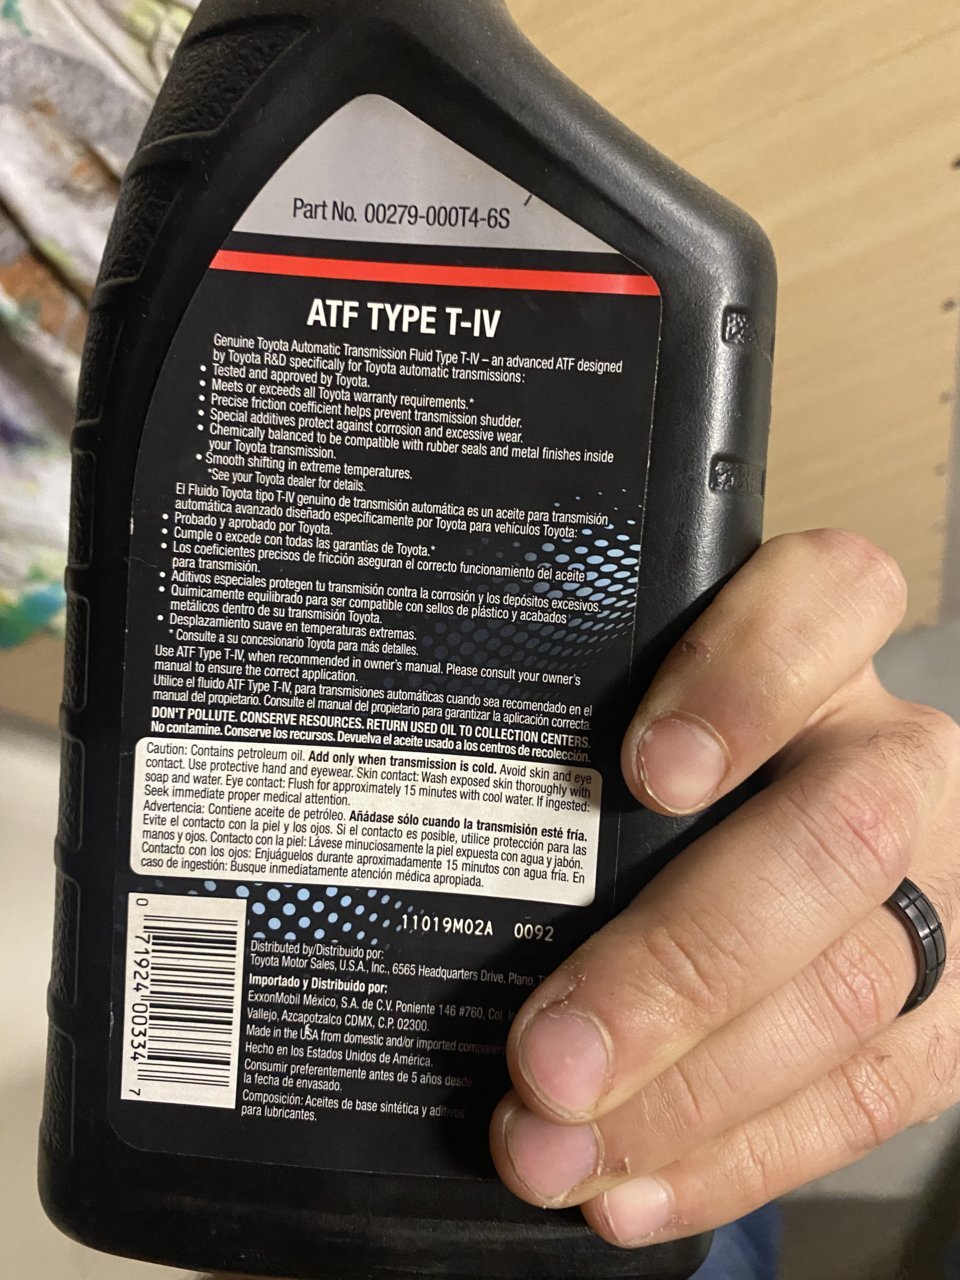 Part No. 00279-000T4-6S
ATF TYPE T-IV
Genuine Toyota Automatic Transmission Fluid Type T-IV – an advanced ATF designed
by Toyota R&D specifically for Toyota automatic transmissions:
• Tested and approved by Toyota.
• Meets or exceeds all Toyota warranty requirements.*
• Precise friction coefficient helps prevent transmission shudder.
• Special additives protect against corrosion and excessive wear.
• Chemically balanced to be compatible with rubber seals and metal finishes inside
your Toyota transmission.
• Smooth shifting in extreme temperatures.
*See your Toyota dealer for details.
El Fluido Toyota tipo T-IV genuino de transmisión automática es un aceite para transmisión
automática avanzado diseñado específicamente por Toyota para vehículos Toyota:
• Probado y aprobado por Toyota.
• Cumple o excede con todas las garantías de Toyota.*
• Los coeficientes precisos de fricción aseguran el correcto funcionamiento del aceite
para transmisión.
• Aditivos especiales protegen tu transmisión contra la corrosión y los depósitos excesivos.
• Químicamente equilibrado para ser compatible con sellos de plástico y acabados
metálicos dentro de su transmisión Toyota.
• Desplazamiento suave en temperaturas extremas.
* Consulte a su concesionario Toyota para más detalles.
Use ATF Type T-IV, when recommended in owner's manual. Please consult your owner's
manual to ensure the correct application.
Utilice el fluido ATF Type T-IV, para transmisiones automáticas cuando sea recomendado en el
manual del propietario. Consulte el manual del propietario para garantizar la aplicación correcta.
DON'T POLLUTE. CONSERVE RESOURCES. RETURN USED OIL TO COLLECTION CENTERS.
No contamine. Conserve los recursos. Devuelva el aceite usado a los centros de recolección.
Caution: Contains petroleum oil. Add only when transmission is cold. Avoid skin and eye
contact. Use protective hand and eyewear. Skin contact: Wash exposed skin thoroughly with
soap and water. Eye contact: Flush for approximately 15 minutes with cool water. If ingested:
Seek immediate proper medical attention.
Advertencia: Contiene aceite de petróleo. Añádase sólo cuando la transmisión esté fría.
Evite el contacto con la piel y los ojos. Si el contacto es posible, utilice protección para las
manos y ojos. Contacto con la piel: Lávese minuciosamente la piel expuesta con agua y jabón.
Contacto con los ojos: Enjuáguelos durante aproximadamente 15 minutos con agua fría. En
caso de ingestión: Busque inmediatamente atención médica apropiada.
11019M02A 0092
0 71924 00334 7
Distributed by/Distribuido por:
Toyota Motor Sales, U.S.A., Inc., 6565 Headquarters Drive, Plano,
Importado y Distribuido por:
ExxonMobil México, S.A. de C.V. Poniente 146 #760, Col.
Vallejo, Azcapotzalco CDMX, C.P. 02300.
Made in the USA from domestic and/or imported
Hecho en los Estados Unidos de América.
Consumir preferentemente antes de 5 años desde
la fecha de envasado.
Composición: Aceites de base sintética y aditivos
para lubricantes.